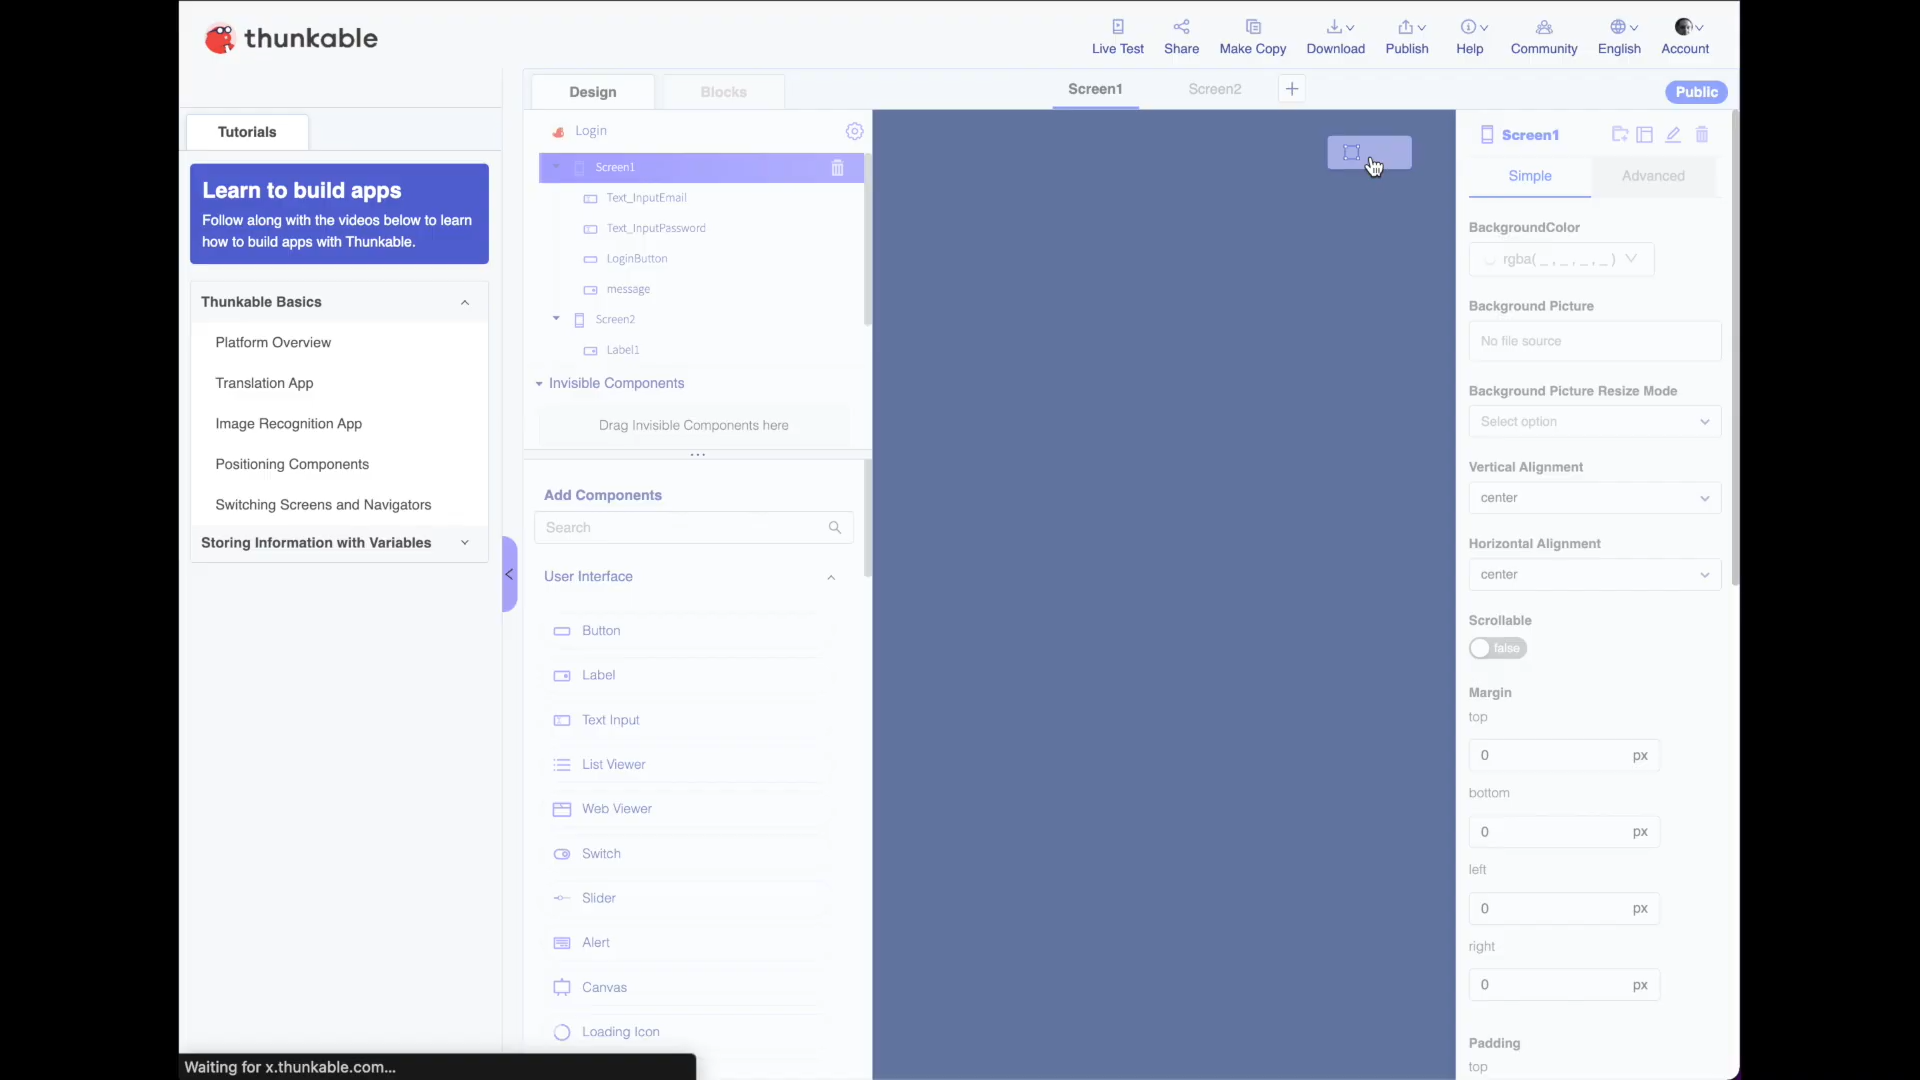 thunkable
Live Test
Share
Make Copy
Download
Publish
Help
Community
English
Account
Design
Blocks
Screen1
Screen2
Public
Tutorials
Learn to build apps
Follow along with the videos below to learn
how to build apps with Thunkable.
Thunkable Basics
Platform Overview
Translation App
Image Recognition App
Positioning Components
Switching Screens and Navigators
Storing Information with Variables
Login
Screen1
Text_InputEmail
Text_InputPassword
LoginButton
message
Screen2
Label1
Invisible Components
Drag Invisible Components here
Add Components
Search
User Interface
Button
Label
Text Input
List Viewer
Web Viewer
Switch
Slider
Alert
Canvas
Loading Icon
Screen1
Simple
Advanced
BackgroundColor
rgba( _ , _ , _ , _ )
Background Picture
No file source
Background Picture Resize Mode
Select option
Vertical Alignment
center
Horizontal Alignment
center
Scrollable
false
Margin
top
0 px
bottom
0 px
left
0 px
right
0 px
Padding
top
Waiting for x.thunkable.com...